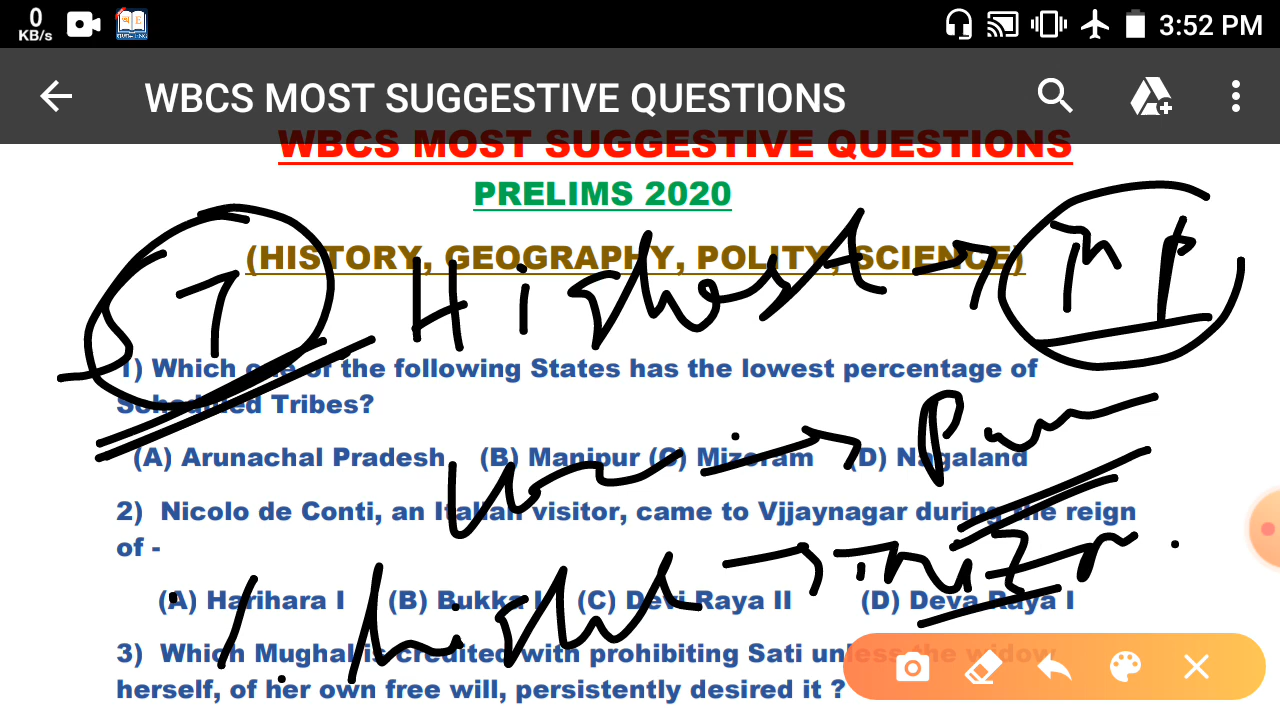 0
KB/s
3:52 PM
WBCS MOST SUGGESTIVE QUESTIONS
WBCS MOST SUGGESTIVE QUESTIONS
PRELIMS 2020
(HISTORY, GEOGRAPHY, POLITY, SCIENCE)
ST Highest → MP
1) Which one of the following States has the lowest percentage of
Scheduled Tribes?
(A) Arunachal Pradesh (B) Manipur (C) Mizoram (D) Nagaland
2) Nicolo de Conti, an Italian visitor, came to Vjjaynagar during the reign
of -
% high →
(A) Harihara I (B) Bukka I (C) Devi Raya II (D) Deva Raya I
3) Which Mughal is credited with prohibiting Sati unless the widow
herself, of her own free will, persistently desired it ?